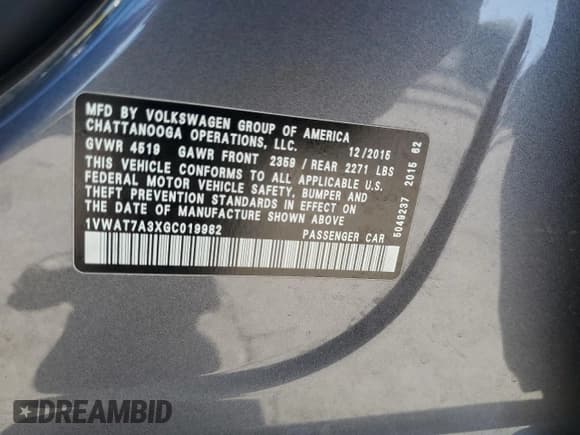 MFD BY VOLKSWAGEN GROUP OF AMERICA
CHATTANOOGA OPERATIONS, LLC. 12/2015
GVWR 4519 GAWR FRONT 2359 / REAR 2271 LBS
THIS VEHICLE CONFORMS TO ALL APPLICABLE U.S.
FEDERAL MOTOR VEHICLE SAFETY, BUMPER AND
THEFT PREVENTION STANDARDS IN EFFECT ON
THE DATE OF MANUFACTURE SHOWN ABOVE
1VWAT7A3XGC019982 PASSENGER CAR
5049237 2015 62
DREAMBID